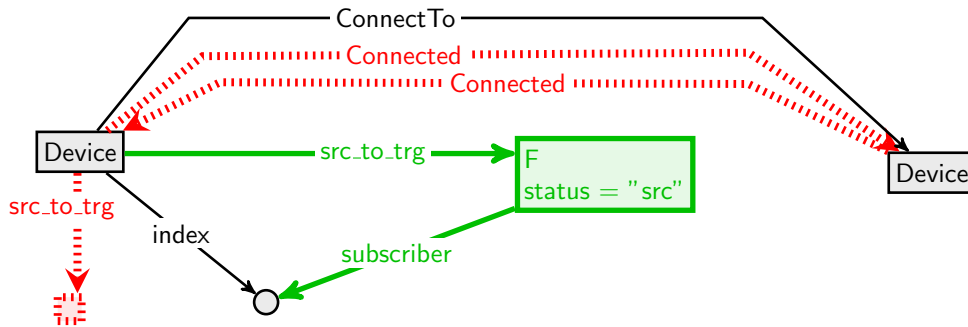 ConnectTo
Connected
Connected
Device
src_to_trg
F
status = "src"
Device
src_to_trg
index
subscriber